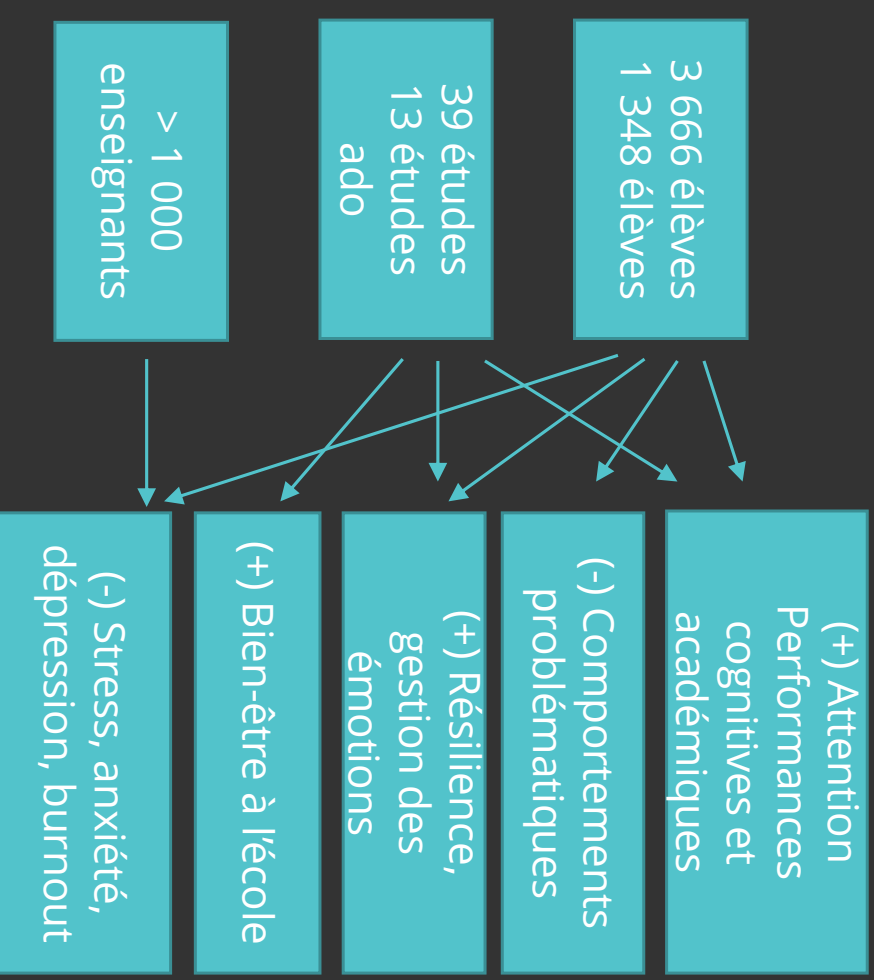 3 666 élèves
1 348 élèves
39 études
13 études
ado
> 1 000
enseignants
(+) Attention
Performances
cognitives et
académiques
(-) Comportements
problématiques
(+) Résilience,
gestion des
émotions
(+) Bien-être à l’école
(-) Stress, anxiété,
dépression, burnout